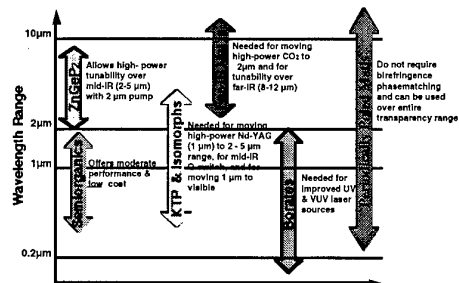 10µm
2µm
1µm
0.2µm
Wavelength Range
ZnGeP2
Allows high- power
tunability over
mid-IR (2-5 µm)
with 2 µm pump
Semiorganics
Offers moderate
performance &
low cost
KTP & Isomorphs
Needed for moving
high-power Nd-YAG
(1 µm) to 2 - 5 µm
range, for mid-IR
Q-switch, and for
moving 1 µm to
visible
Needed for moving
high-power CO2 to
2µm and for
tunability over
far-IR (8-12 µm)
Borates
Needed for
improved UV
& VUV laser
sources
Do not require
birefringence
phasematching
and can be used
over entire
transparency range